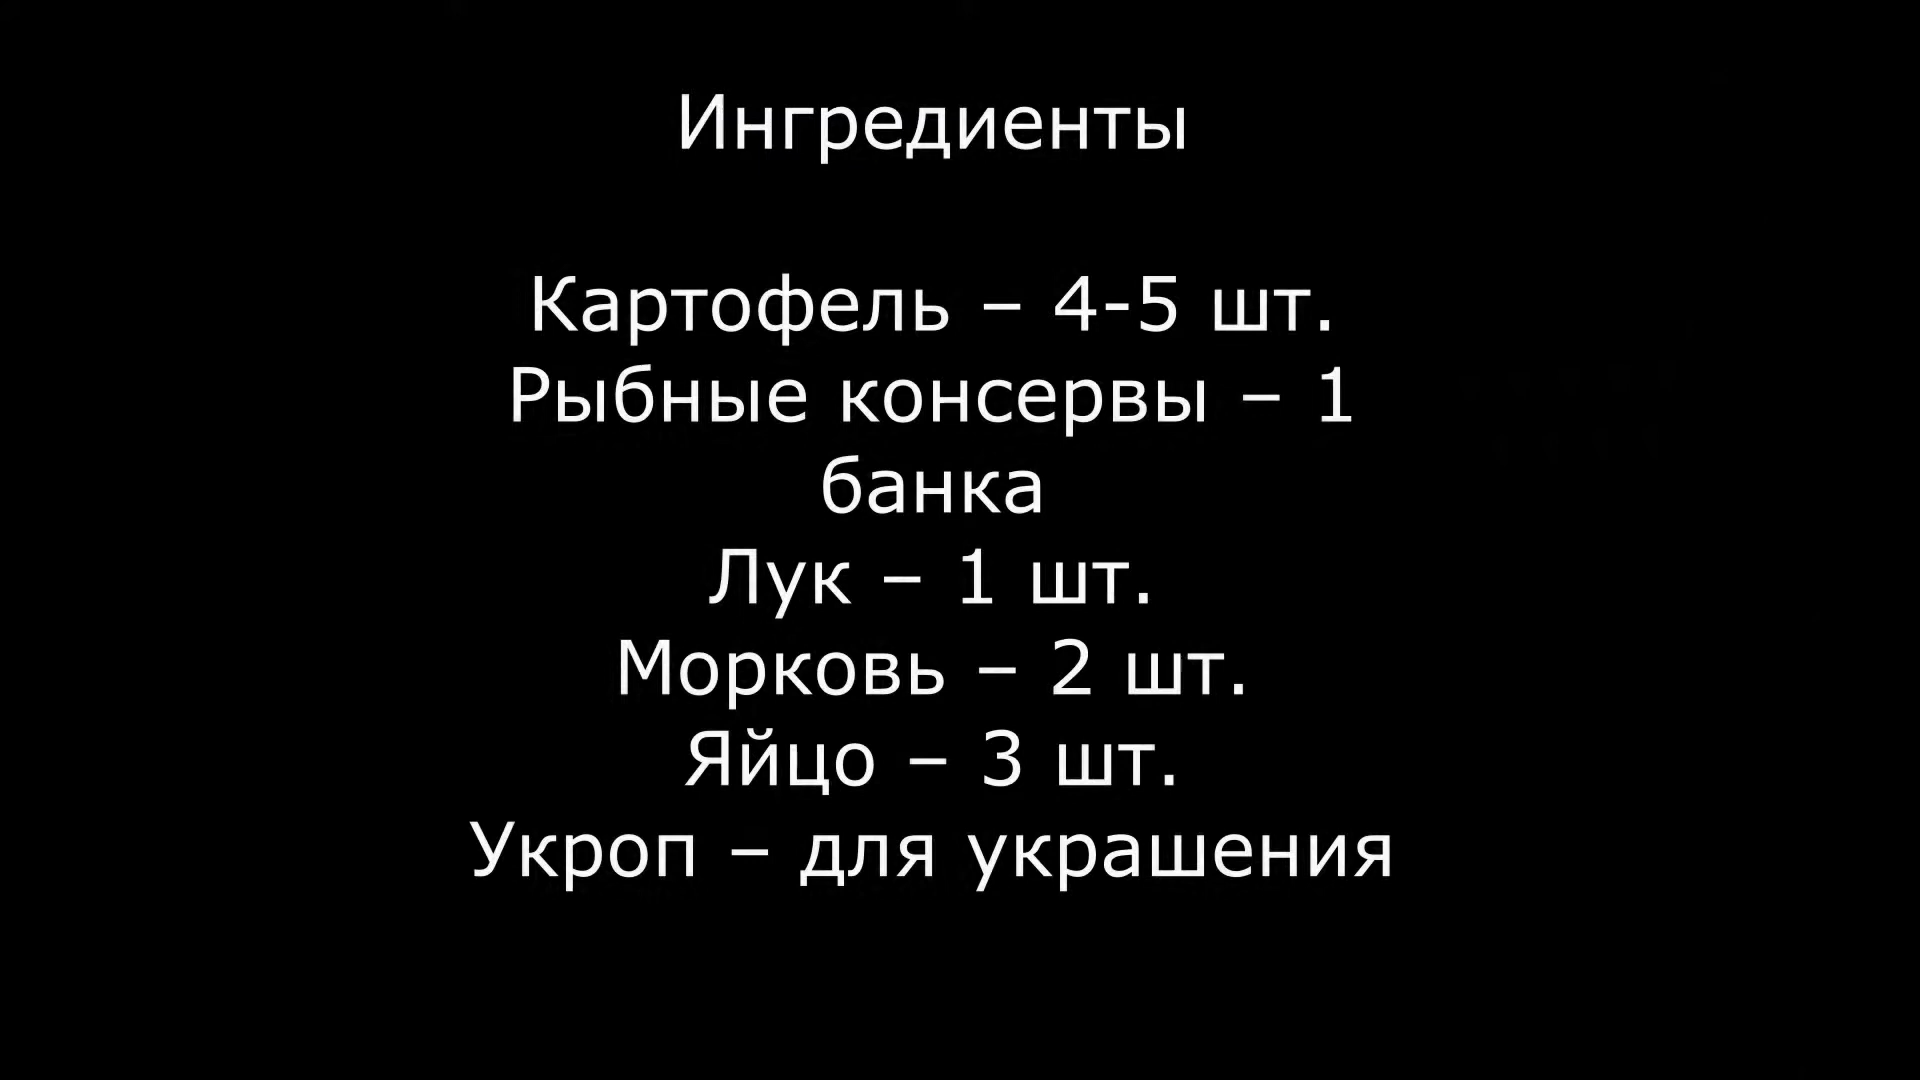 Ингредиенты
Картофель – 4-5 шт.
Рыбные консервы – 1
банка
Лук – 1 шт.
Морковь – 2 шт.
Яйцо – 3 шт.
Укроп – для украшения